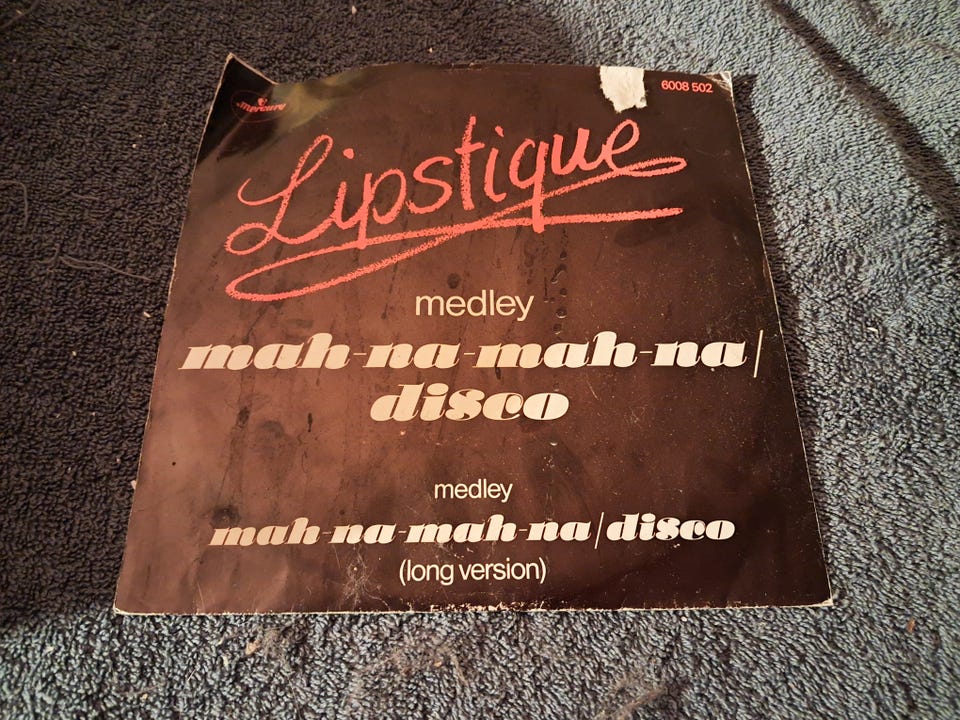 mercury
6008 502
Lipstique
medley
mah-na-mah-na/
disco
medley
mah-na-mah-na/disco
(long version)